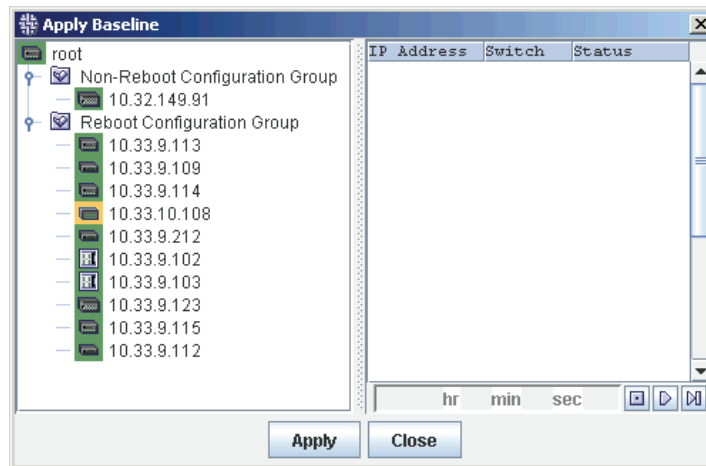 Apply Baseline
root
Non-Reboot Configuration Group
10.32.149.91
Reboot Configuration Group
10.33.9.113
10.33.9.109
10.33.9.114
10.33.10.108
10.33.9.212
10.33.9.102
10.33.9.103
10.33.9.123
10.33.9.115
10.33.9.112
IP Address Switch Status
hr min sec
Apply Close